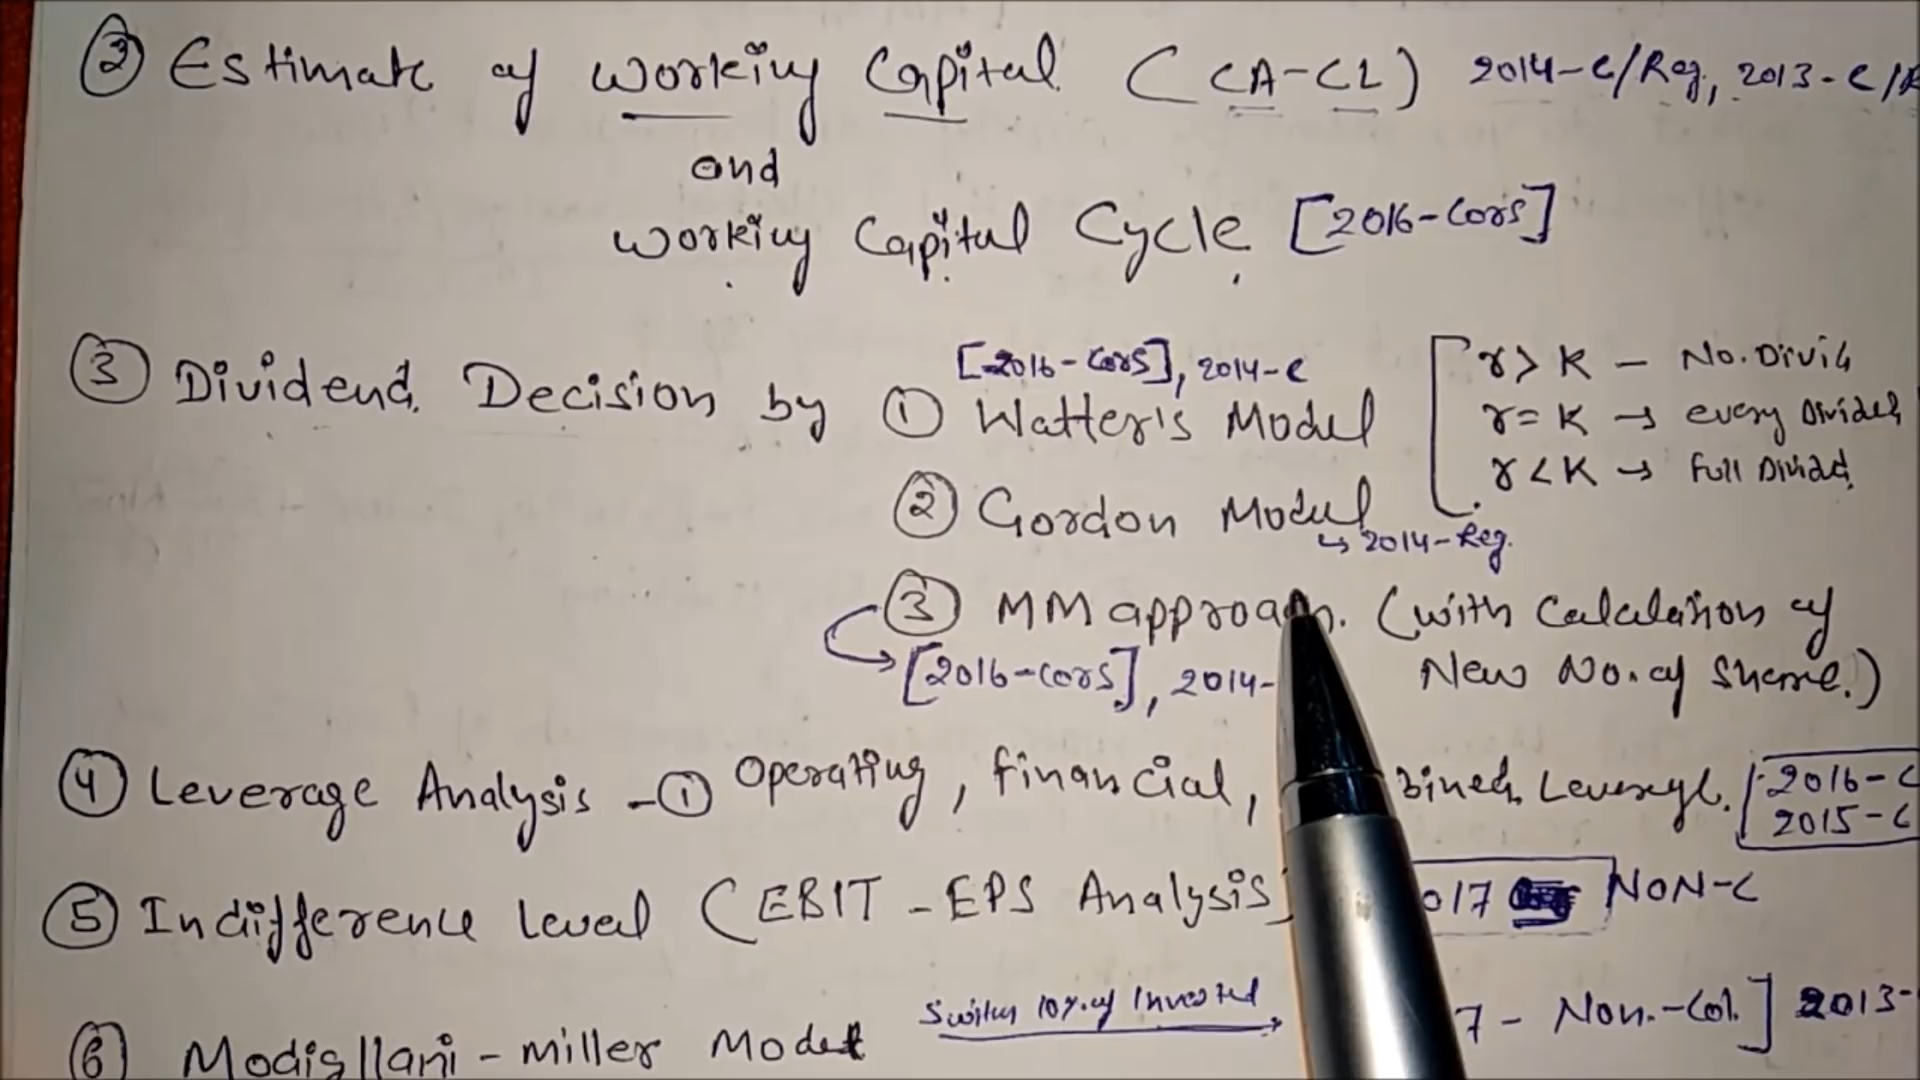 ② Estimate of working Capital (CA-CL) 2014-C/Reg, 2013-C/R
and
working Capital Cycle [2016-Cors]
[2016-Cors], 2014-C
③ Dividend Decision by ① Watter's Model
r > K - No. Divid
r = K → every Divided
r < K → Full Divided
② Gordon Model
↳ 2014-Reg.
③ MM approach. (with Calculation of
New No. of Share.)
[2016-Cors], 2014-
④ Leverage Analysis - ① Operating, financial, bined Leverage. 2016-C
2015-C
⑤ Indifference level (EBIT - EPS Analysis) 017 NON-C
⑥ Modigllani - miller Model 10% of Invested 7 - Non.-Col.] 2013-